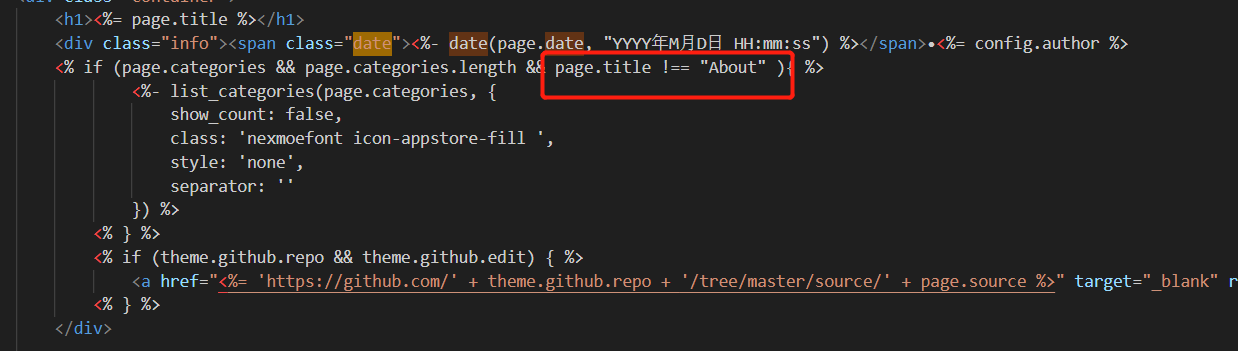 <div class="container">
<h1><%= page.title %></h1>
<div class="info"><span class="date"><%- date(page.date, "YYYY年M月D日 HH:mm:ss") %></span>•<%= config.author %>
<% if (page.categories && page.categories.length && page.title !== "About" ){ %>
<%- list_categories(page.categories, {
show_count: false,
class: 'nexmoefont icon-appstore-fill ',
style: 'none',
separator: ''
}) %>
<% } %>
<% if (theme.github.repo && theme.github.edit) { %>
<a href="<%= 'https://github.com/' + theme.github.repo + '/tree/master/source/' + page.source %>" target="_blank" r
<% } %>
</div>